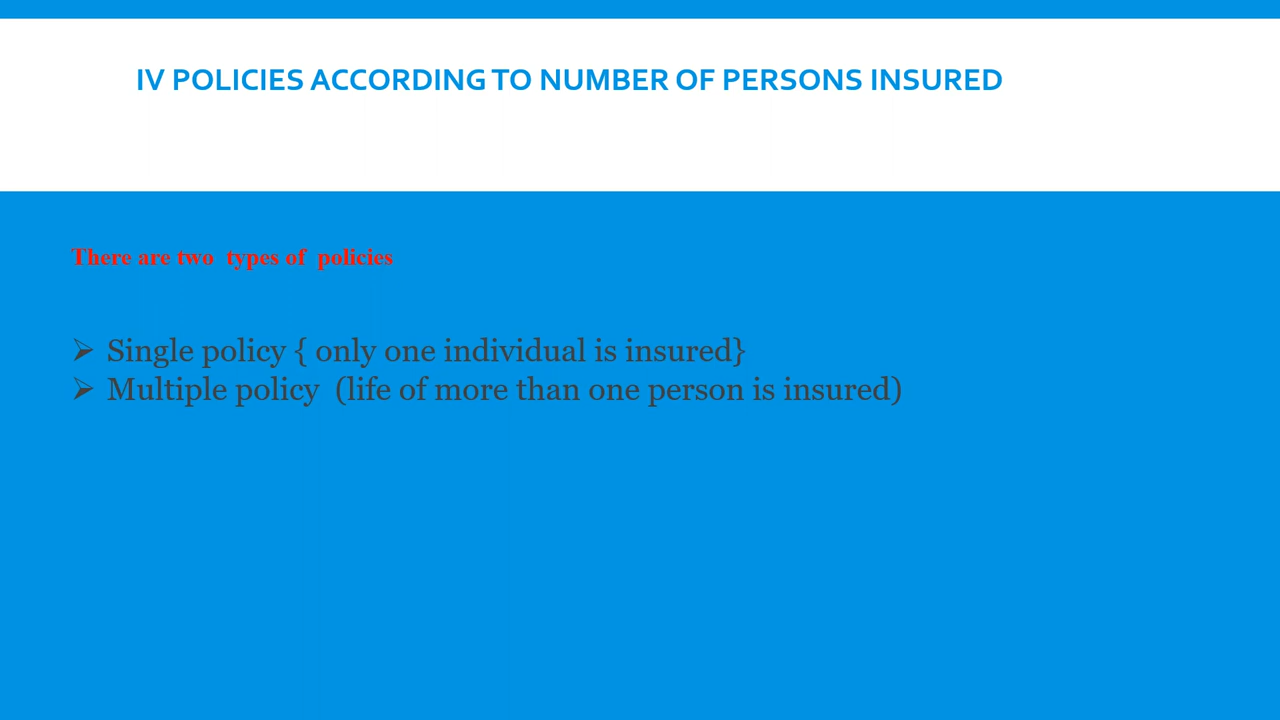 IV POLICIES ACCORDING TO NUMBER OF PERSONS INSURED
There are two  types of  policies
➢ Single policy { only one individual is insured}
➢ Multiple policy  (life of more than one person is insured)